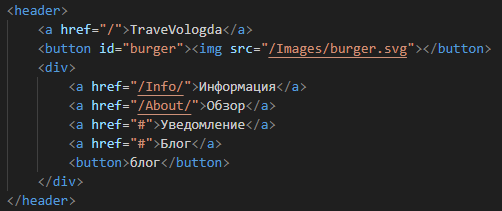 <header>
<a href="/">TraveVologda</a>
<button id="burger"><img src="/Images/burger.svg"></button>
<div>
<a href="/Info/">Информация</a>
<a href="/About/">Обзор</a>
<a href="#">Уведомление</a>
<a href="#">Блог</a>
<button>блог</button>
</div>
</header>